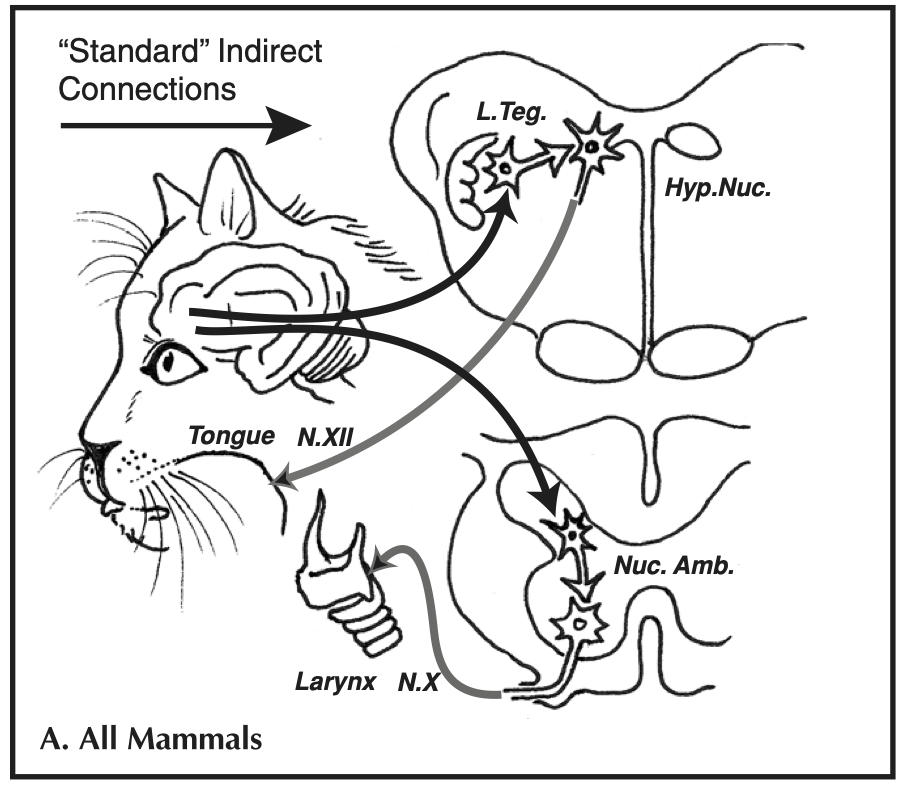 “Standard” Indirect
Connections
L.Teg.
Hyp.Nuc.
Tongue N.XII
Nuc. Amb.
Larynx N.X
A. All Mammals